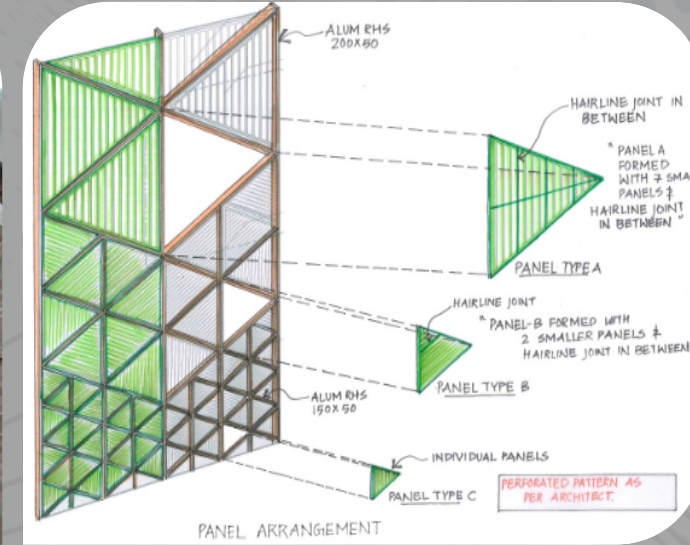 ALUM RHS
200X50
HAIRLINE JOINT IN
BETWEEN
" PANEL A
FORMED
WITH 7 SMA
PANELS &
HAIRLINE JOINT
IN BETWEEN "
PANEL TYPE A
HAIRLINE JOINT
" PANEL-B FORMED WITH
2 SMALLER PANELS &
HAIRLINE JOINT IN BETWEEN
PANEL TYPE B
ALUM RHS
150X50
INDIVIDUAL PANELS
PANEL TYPE C
PERFORATED PATTERN AS
PER ARCHITECT.
PANEL ARRANGEMENT